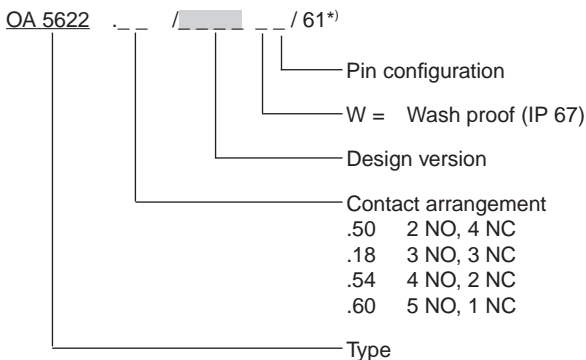 OA 5622 ._ _ /_ _ _ _ _ _ / 61*)
Pin configuration
W = Wash proof (IP 67)
Design version
Contact arrangement
.50 2 NO, 4 NC
.18 3 NO, 3 NC
.54 4 NO, 2 NC
.60 5 NO, 1 NC
Type